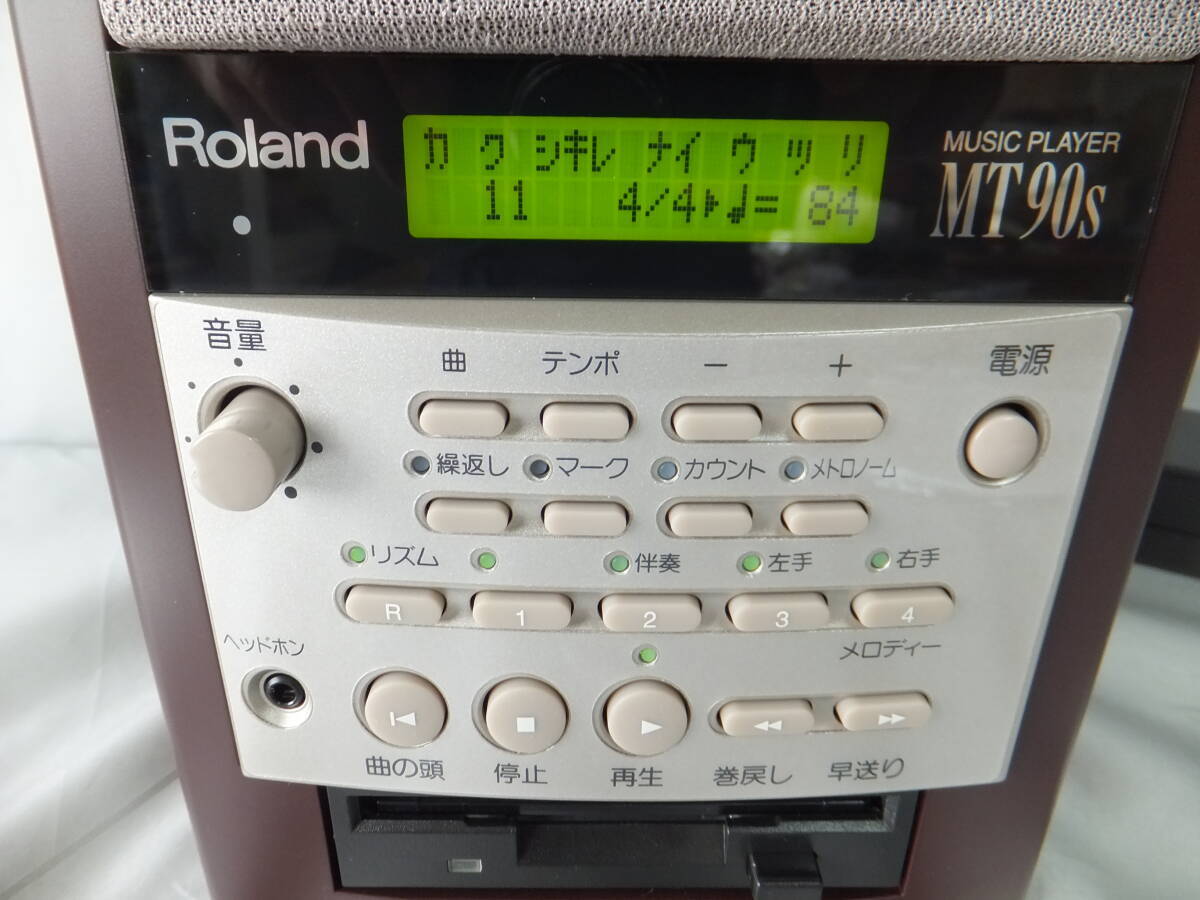 Roland
カ ク シキレ ナイ ウ ツ リ
11 4/4 ♩= 84
MUSIC PLAYER
MT90s
音量
曲 テンポ － ＋
電源
繰返し マーク カウント メトロノーム
リズム 伴奏 左手 右手
R 1 2 3 4
ヘッドホン
メロディー
曲の頭 停止 再生 巻戻し 早送り